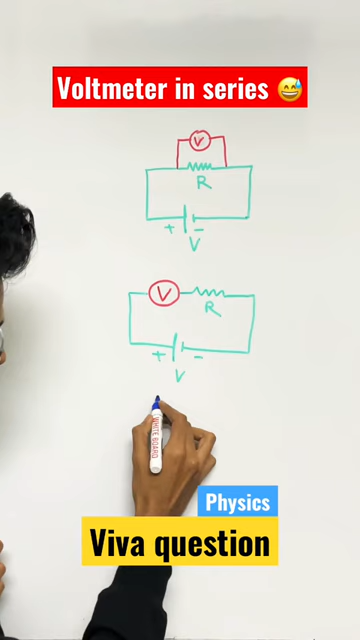 Voltmeter in series 😅
V
R
+ -
V
V
R
+ -
V
WHITE BOARD
Physics
Viva question